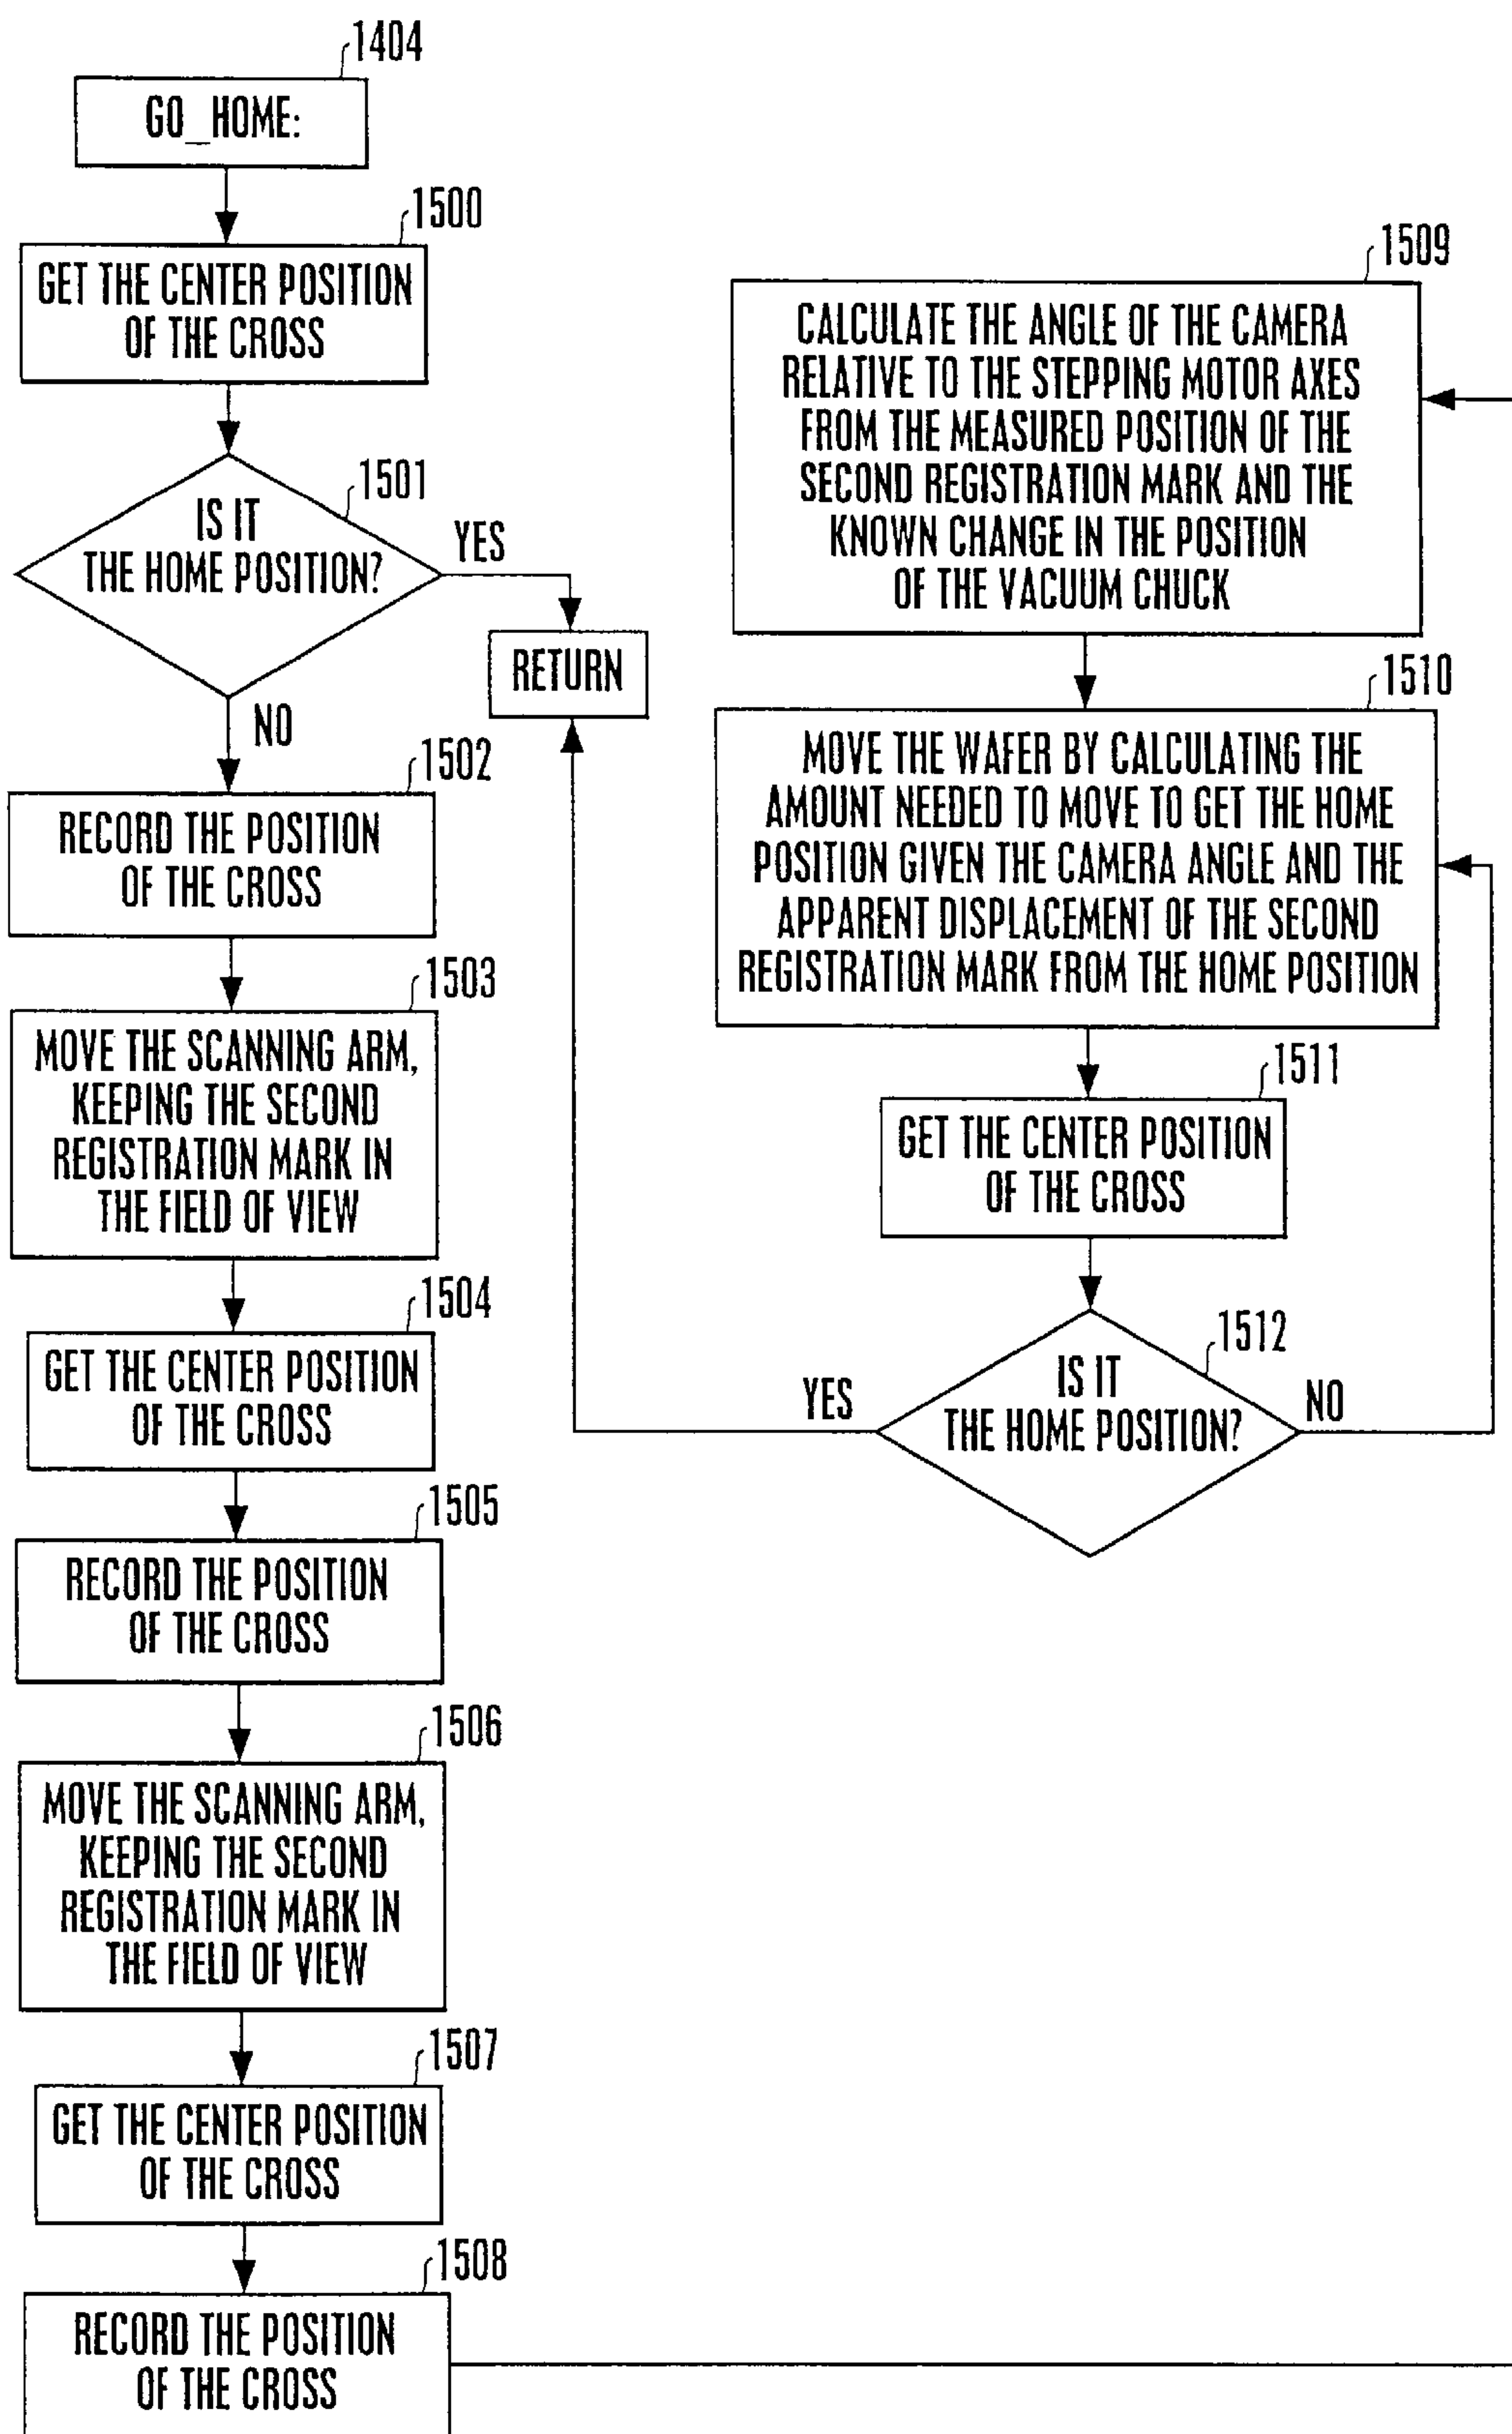 1404
GO_HOME:
1500
GET THE CENTER POSITION
OF THE CROSS
1501
IS IT
THE HOME POSITION?
YES
RETURN
NO
1502
RECORD THE POSITION
OF THE CROSS
1503
MOVE THE SCANNING ARM,
KEEPING THE SECOND
REGISTRATION MARK IN
THE FIELD OF VIEW
1504
GET THE CENTER POSITION
OF THE CROSS
1505
RECORD THE POSITION
OF THE CROSS
1506
MOVE THE SCANNING ARM,
KEEPING THE SECOND
REGISTRATION MARK IN
THE FIELD OF VIEW
1507
GET THE CENTER POSITION
OF THE CROSS
1508
RECORD THE POSITION
OF THE CROSS
1509
CALCULATE THE ANGLE OF THE CAMERA
RELATIVE TO THE STEPPING MOTOR AXES
FROM THE MEASURED POSITION OF THE
SECOND REGISTRATION MARK AND THE
KNOWN CHANGE IN THE POSITION
OF THE VACUUM CHUCK
1510
MOVE THE WAFER BY CALCULATING THE
AMOUNT NEEDED TO MOVE TO GET THE HOME
POSITION GIVEN THE CAMERA ANGLE AND THE
APPARENT DISPLACEMENT OF THE SECOND
REGISTRATION MARK FROM THE HOME POSITION
1511
GET THE CENTER POSITION
OF THE CROSS
1512
IS IT
THE HOME POSITION?
YES
NO